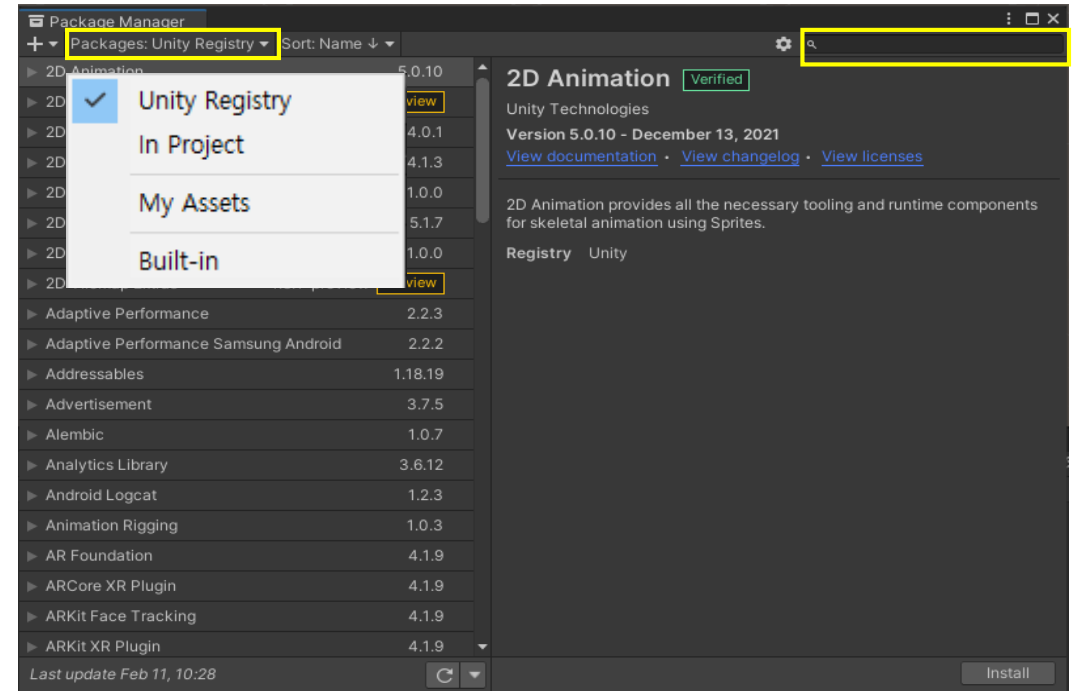 Package Manager
Packages: Unity Registry Sort: Name ↓
2D Animation 5.0.10
2D view
2D 4.0.1
2D 4.1.3
2D 1.0.0
2D 5.1.7
2D 1.0.0
2D view
Unity Registry
In Project
My Assets
Built-in
Adaptive Performance 2.2.3
Adaptive Performance Samsung Android 2.2.2
Addressables 1.18.19
Advertisement 3.7.5
Alembic 1.0.7
Analytics Library 3.6.12
Android Logcat 1.2.3
Animation Rigging 1.0.3
AR Foundation 4.1.9
ARCore XR Plugin 4.1.9
ARKit Face Tracking 4.1.9
ARKit XR Plugin 4.1.9
Last update Feb 11, 10:28
2D Animation Verified
Unity Technologies
Version 5.0.10 - December 13, 2021
View documentation • View changelog • View licenses
2D Animation provides all the necessary tooling and runtime components
for skeletal animation using Sprites.
Registry Unity
Install